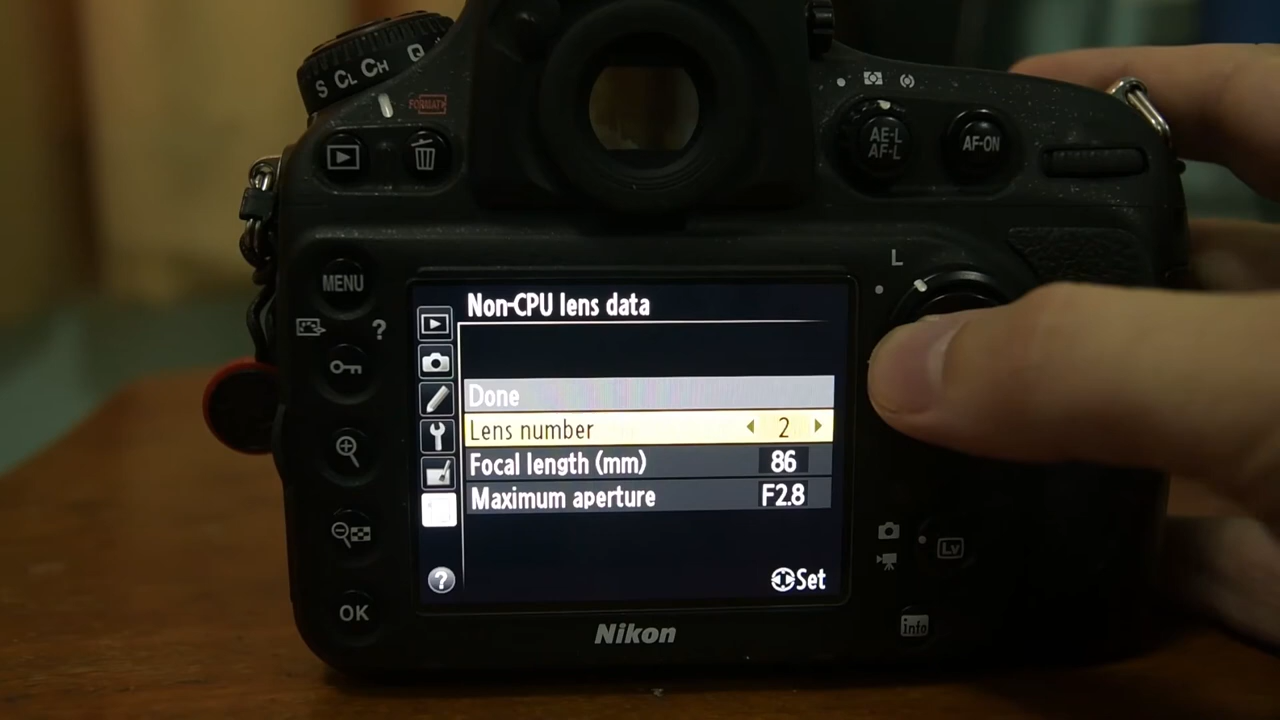 S CL CH Q
FORMAT
AE-L
AF-L
AF-ON
L
MENU
?
Non-CPU lens data
Done
Lens number 2
Focal length (mm) 86
Maximum aperture F2.8
? Set
Lv
OK
info
Nikon